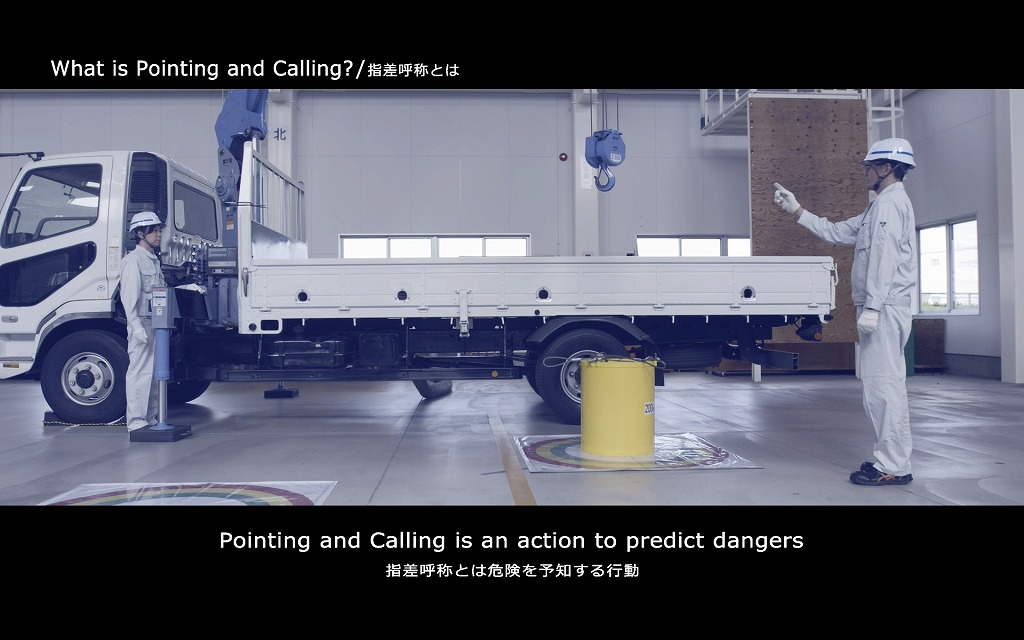 What is Pointing and Calling?/指差呼称とは
北
200k
Pointing and Calling is an action to predict dangers
指差呼称とは危険を予知する行動